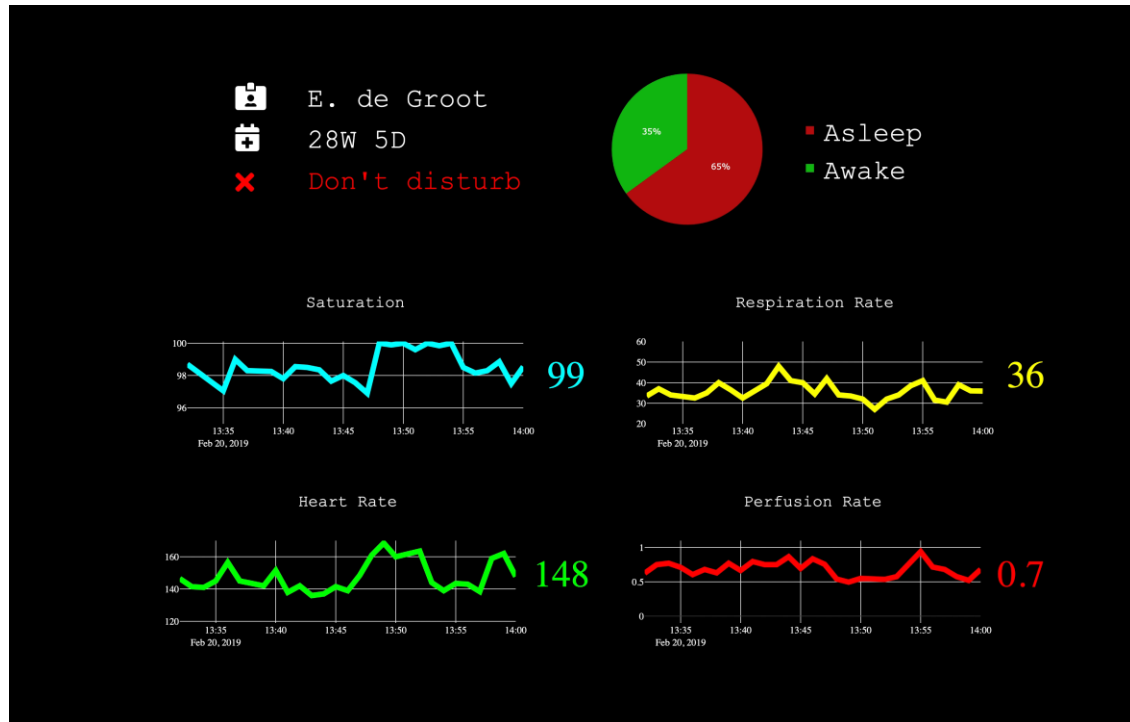 E. de Groot
28W 5D
Don't disturb
35%
65%
Asleep
Awake
Saturation
100
98
96
13:35 13:40 13:45 13:50 13:55 14:00
Feb 20, 2019
99
Respiration Rate
60
50
40
30
20
13:35 13:40 13:45 13:50 13:55 14:00
Feb 20, 2019
36
Heart Rate
160
140
120
13:35 13:40 13:45 13:50 13:55 14:00
Feb 20, 2019
148
Perfusion Rate
1
0.5
0
13:35 13:40 13:45 13:50 13:55 14:00
Feb 20, 2019
0.7